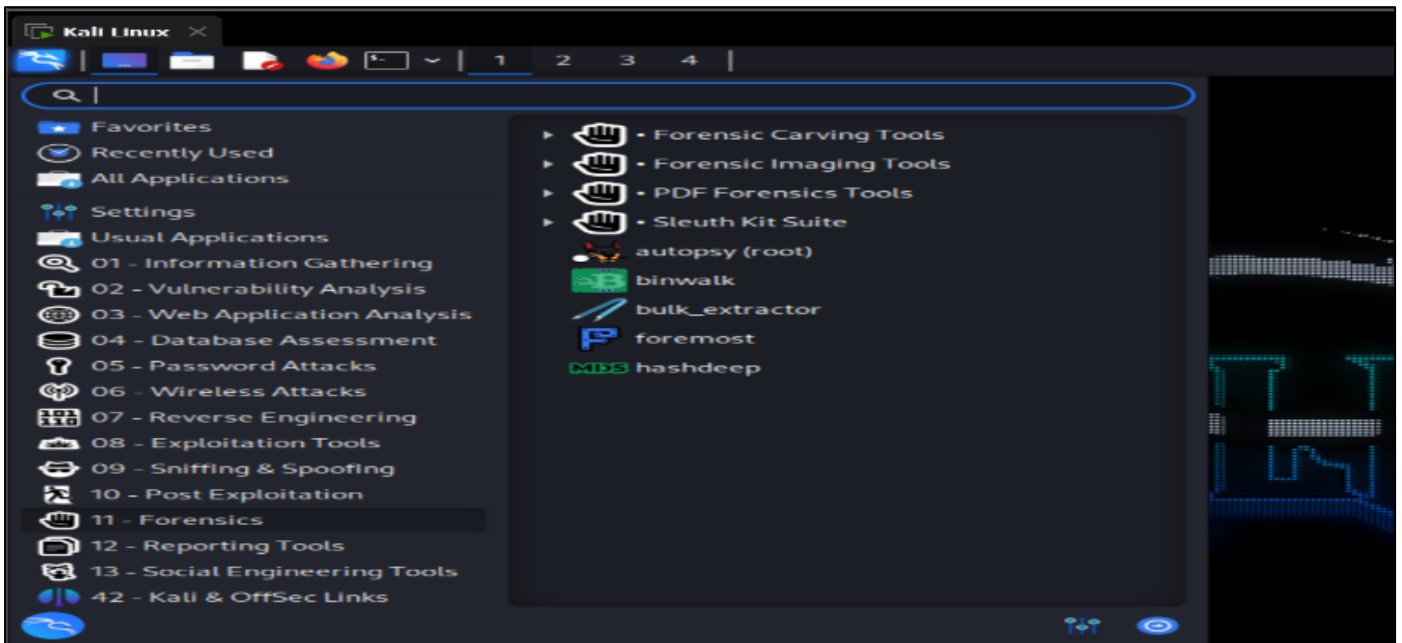 Kali Linux
1 2 3 4
Favorites
Recently Used
All Applications
Settings
Usual Applications
01 - Information Gathering
02 - Vulnerability Analysis
03 - Web Application Analysis
04 - Database Assessment
05 - Password Attacks
06 - Wireless Attacks
07 - Reverse Engineering
08 - Exploitation Tools
09 - Sniffing & Spoofing
10 - Post Exploitation
11 - Forensics
12 - Reporting Tools
13 - Social Engineering Tools
42 - Kali & OffSec Links
• Forensic Carving Tools
• Forensic Imaging Tools
• PDF Forensics Tools
• Sleuth Kit Suite
autopsy (root)
binwalk
bulk_extractor
foremost
MD5 hashdeep